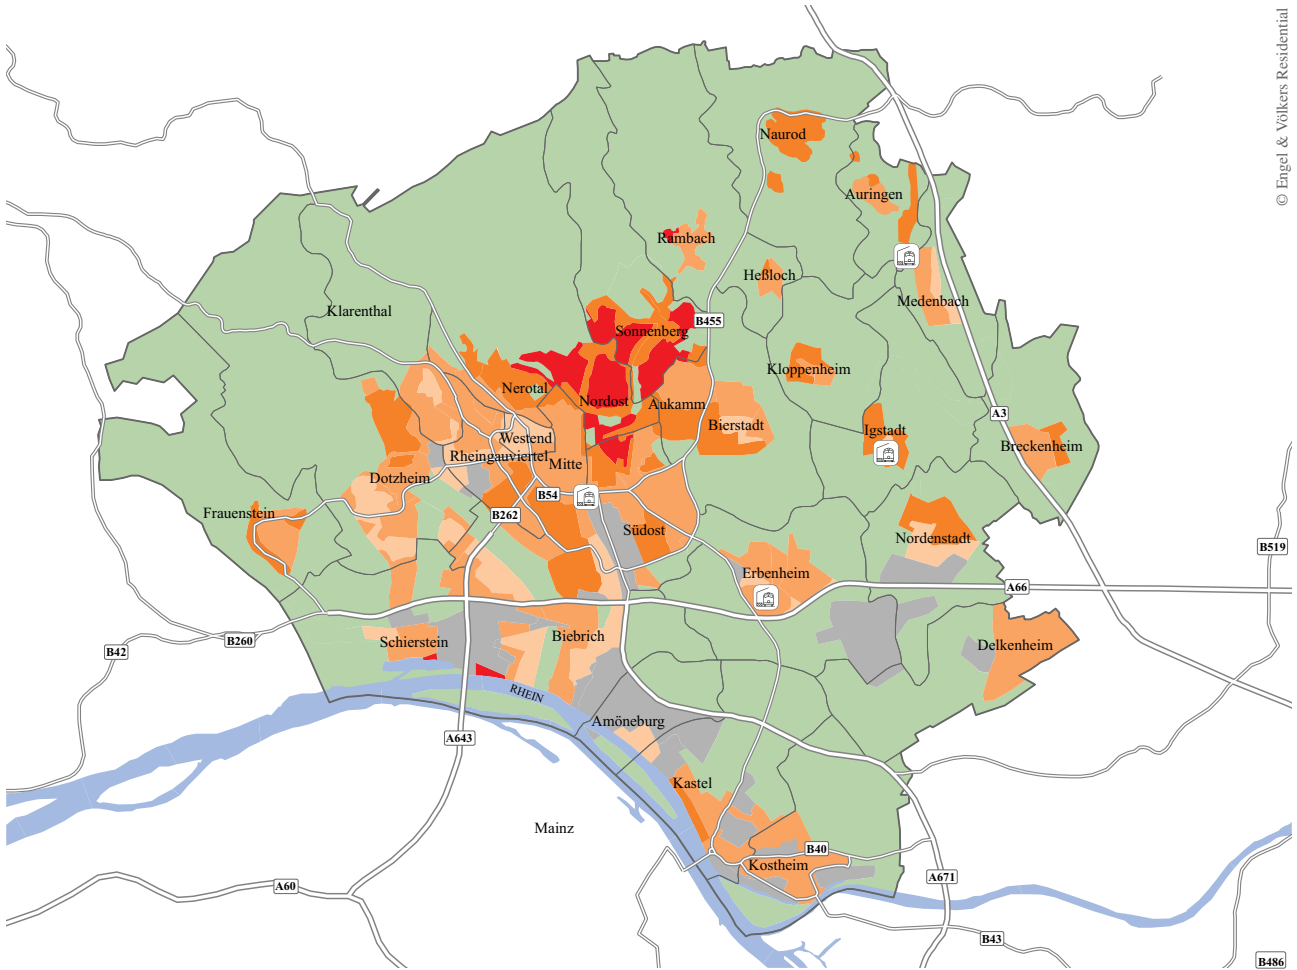 © Engel & Völkers Residential
Naurod
Auringen
Rambach
Heßloch
Medenbach
Klarenthal
Sonnenberg
B455
Kloppenheim
Nerotal
Nordost
Aukamm
A3
Bierstadt
Igstadt
Westend
Breckenheim
Rheingauviertel
Mitte
Dotzheim
B54
Frauenstein
B262
Südost
Nordenstadt
B519
Erbenheim
A66
B260
Schierstein
Biebrich
Delkenheim
B42
RHEIN
Amöneburg
A643
Kastel
Mainz
B40
Kostheim
A60
A671
B43
B486